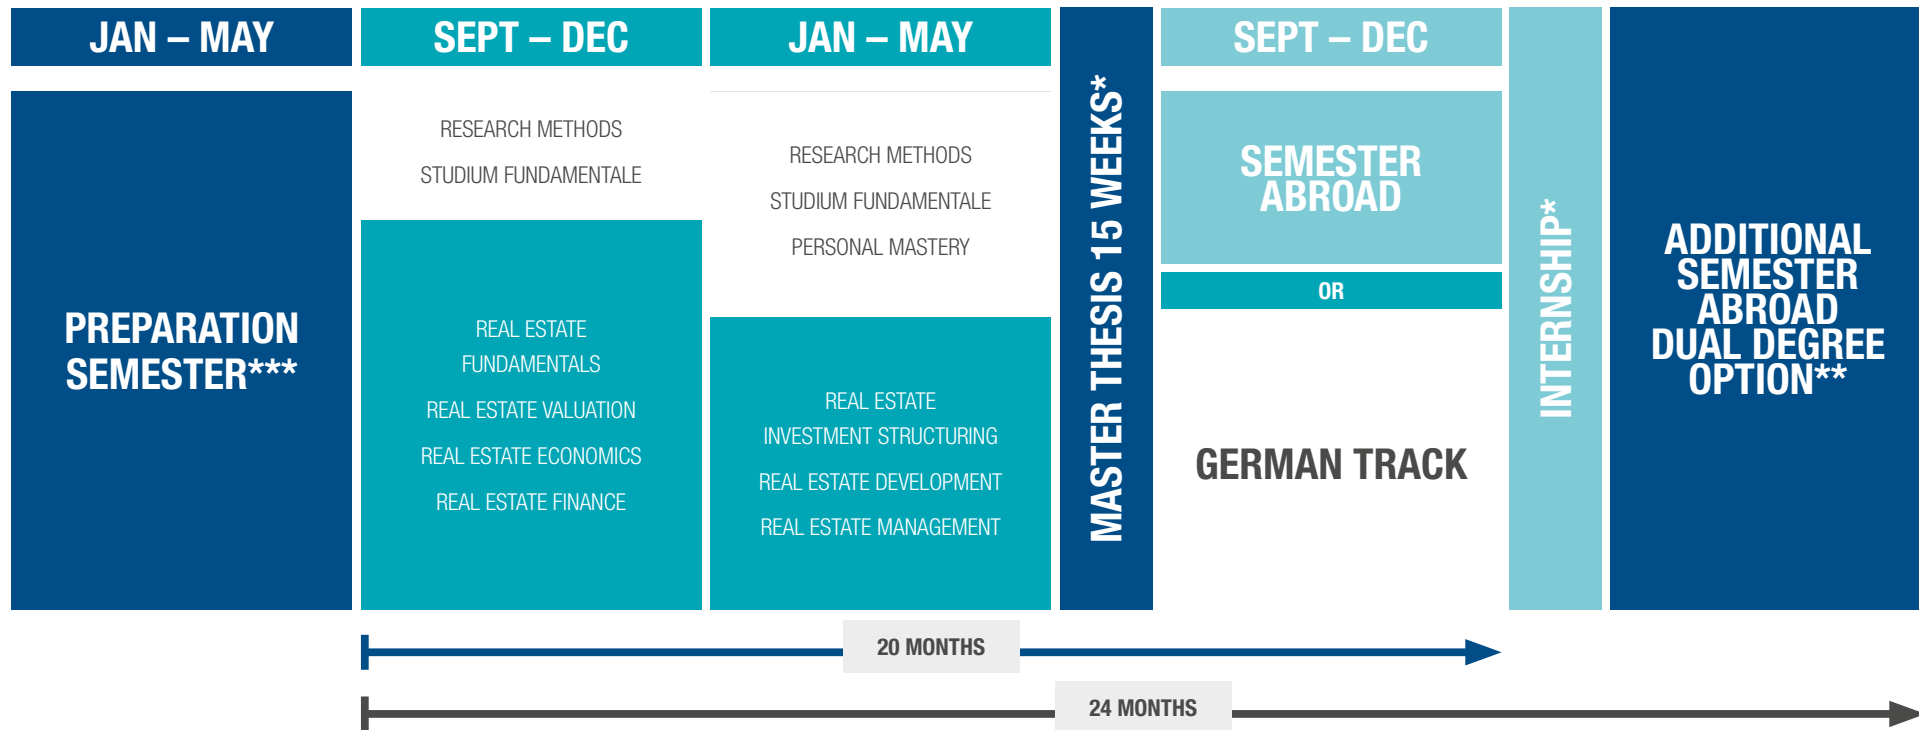 JAN – MAY
PREPARATION
SEMESTER***
SEPT – DEC
RESEARCH METHODS
STUDIUM FUNDAMENTALE
REAL ESTATE
FUNDAMENTALS
REAL ESTATE VALUATION
REAL ESTATE ECONOMICS
REAL ESTATE FINANCE
JAN – MAY
RESEARCH METHODS
STUDIUM FUNDAMENTALE
PERSONAL MASTERY
REAL ESTATE
INVESTMENT STRUCTURING
REAL ESTATE DEVELOPMENT
REAL ESTATE MANAGEMENT
MASTER THESIS 15 WEEKS*
SEPT – DEC
SEMESTER
ABROAD
OR
GERMAN TRACK
INTERNSHIP*
ADDITIONAL
SEMESTER
ABROAD
DUAL DEGREE
OPTION**
20 MONTHS
24 MONTHS